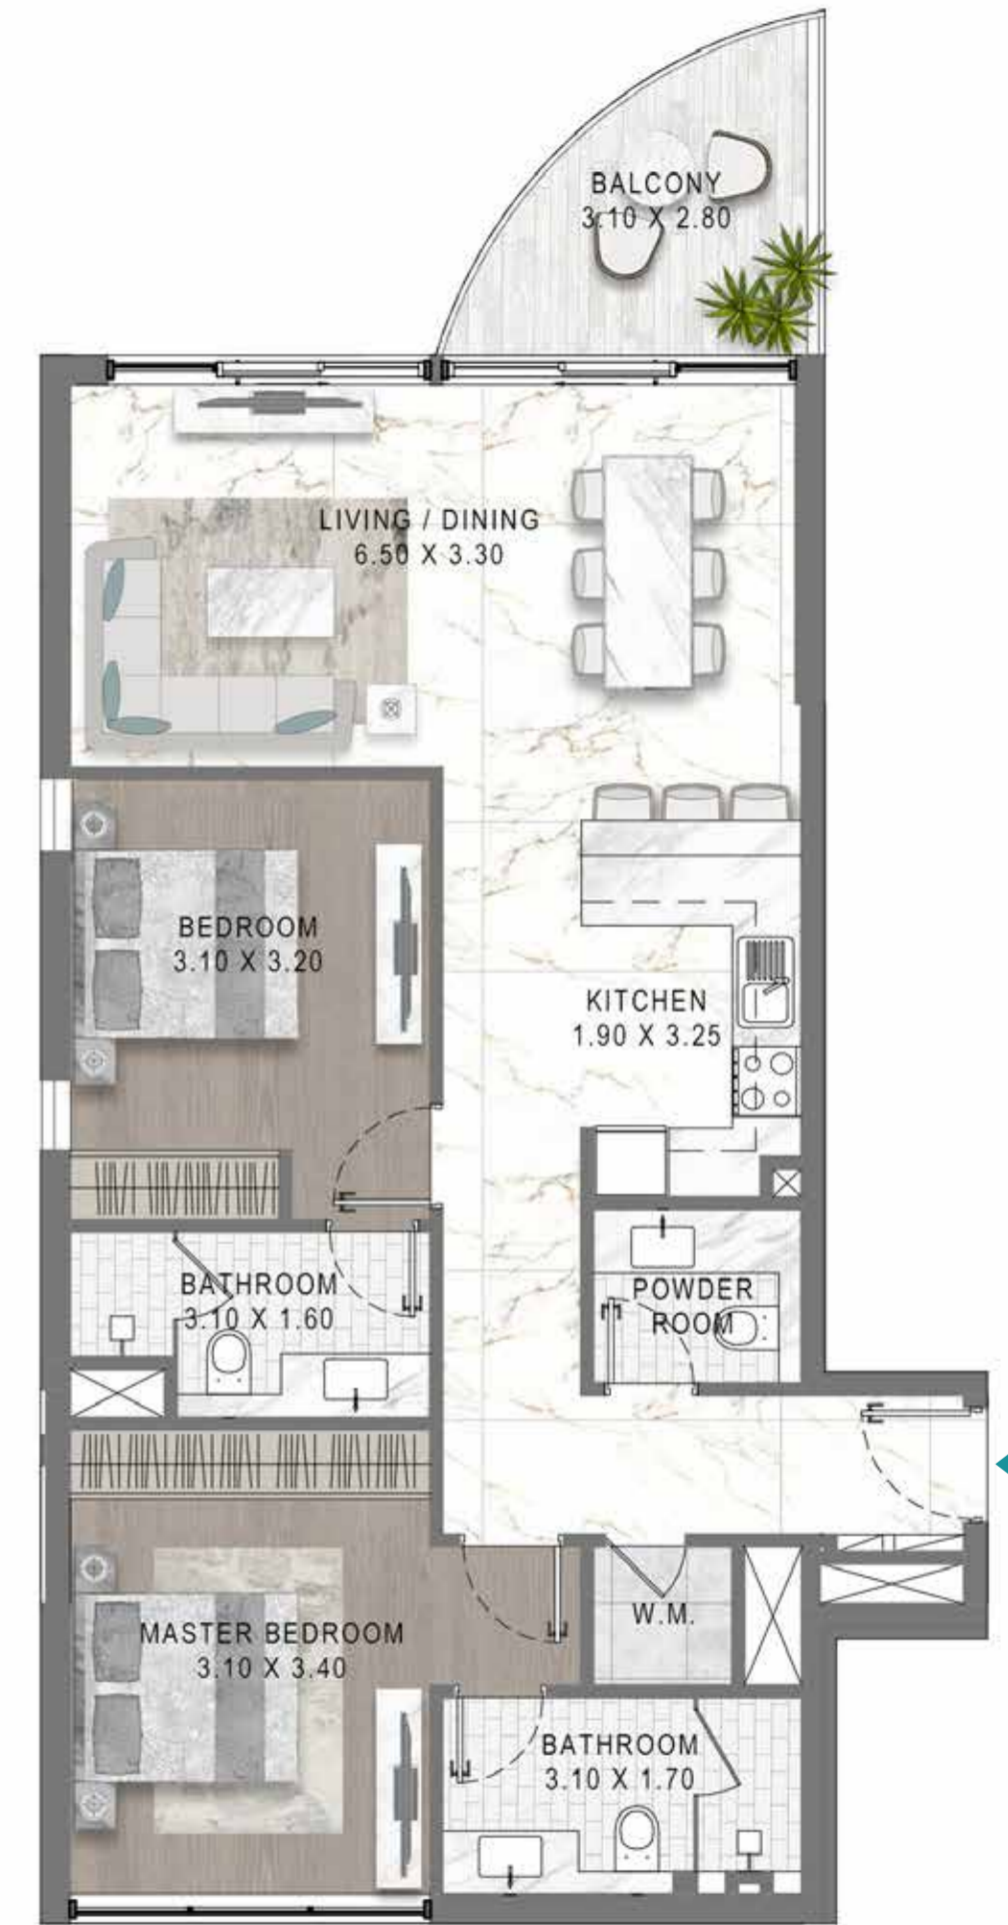 BALCONY
3.10 X 2.80
LIVING / DINING
6.50 X 3.30
BEDROOM
3.10 X 3.20
KITCHEN
1.90 X 3.25
BATHROOM
3.10 X 1.60
POWDER
ROOM
MASTER BEDROOM
3.10 X 3.40
W.M.
BATHROOM
3.10 X 1.70